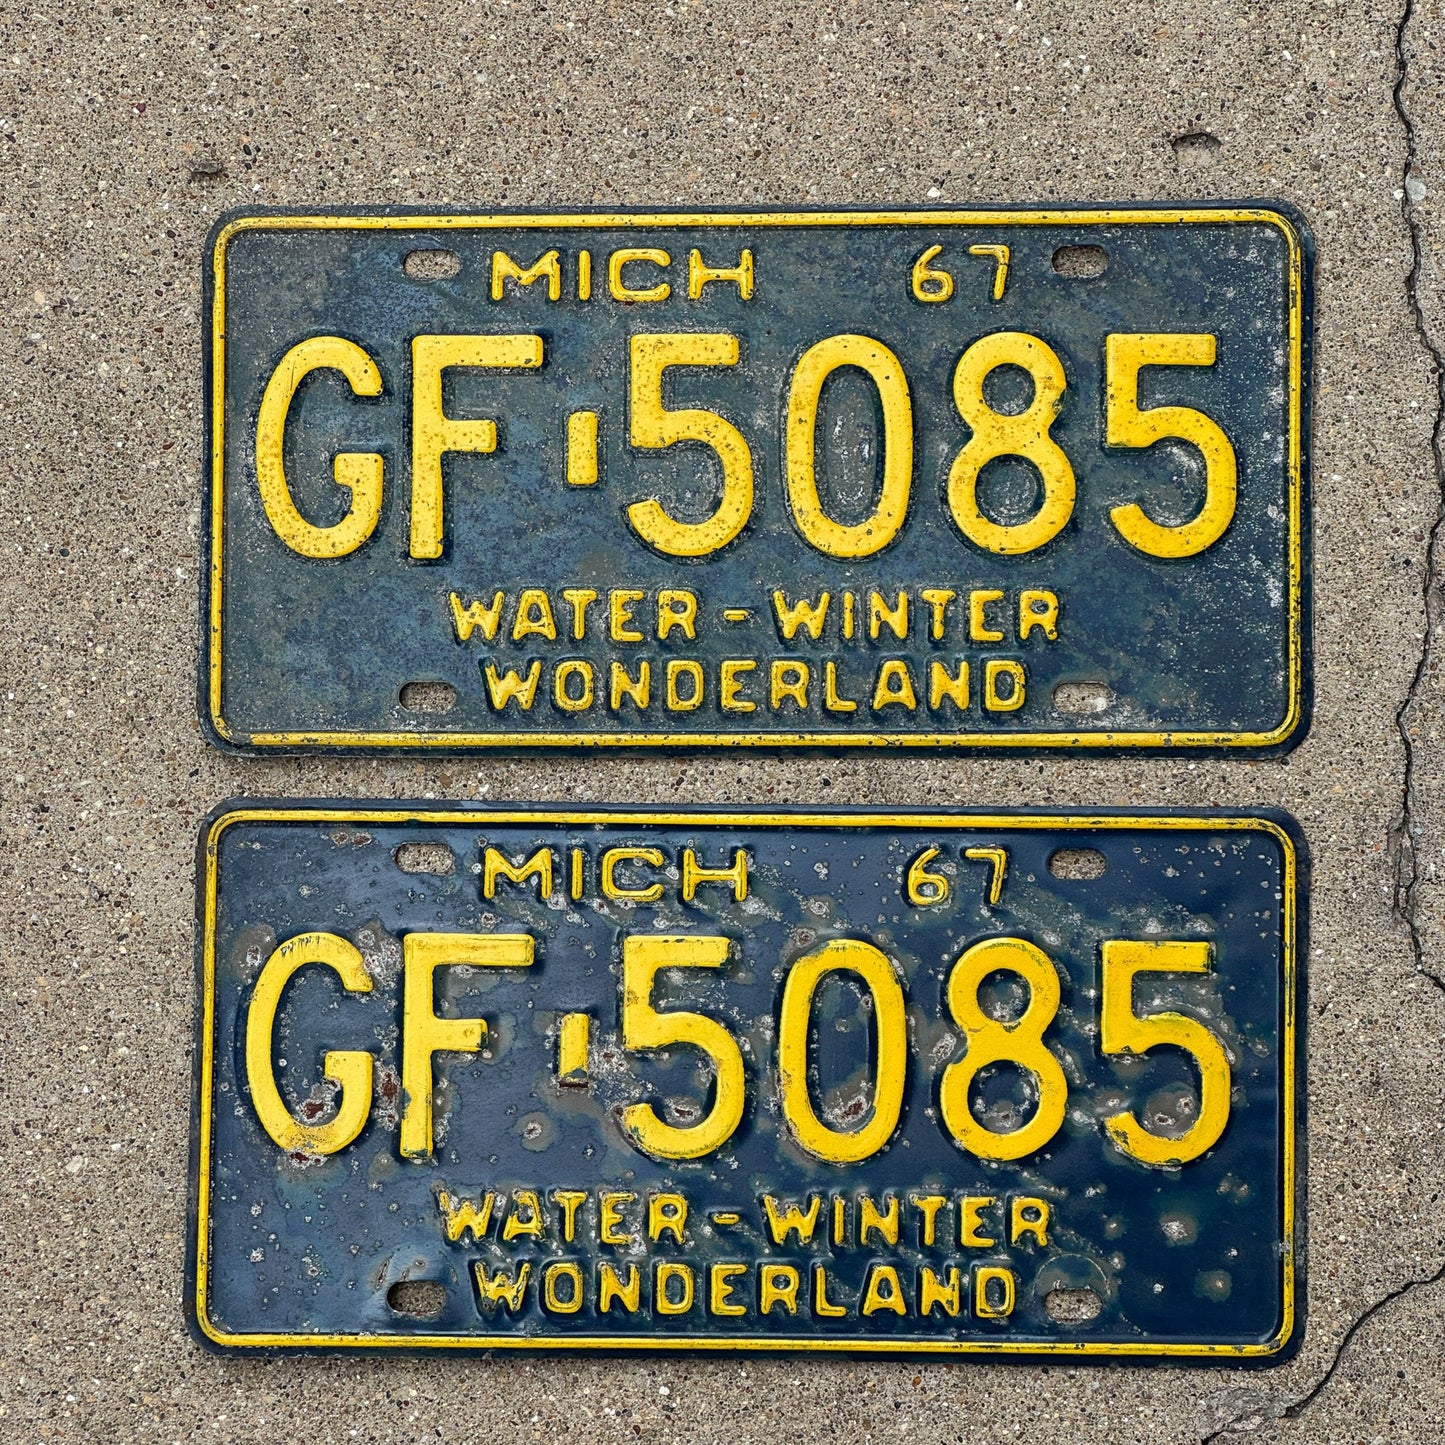 MICH 67
GF-5085
WATER-WINTER
WONDERLAND
MICH 67
GF-5085
WATER-WINTER
WONDERLAND